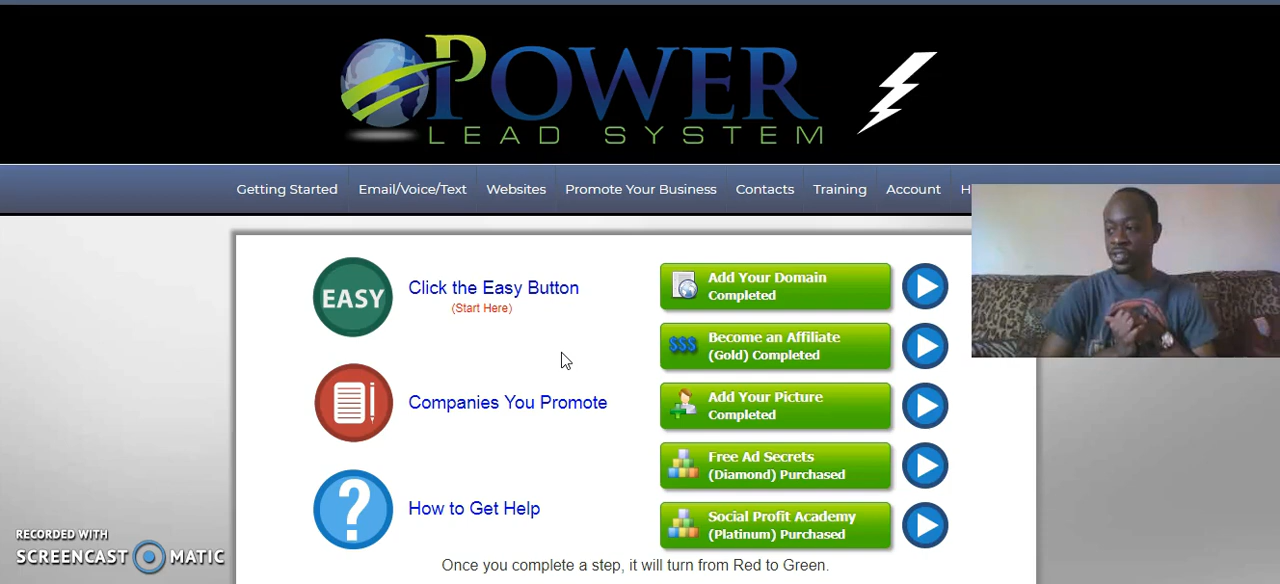 POWER
LEAD SYSTEM
Getting Started
Email/Voice/Text
Websites
Promote Your Business
Contacts
Training
Account
H
EASY
Click the Easy Button
(Start Here)
Companies You Promote
?
How to Get Help
Add Your Domain
Completed
$$$
Become an Affiliate
(Gold) Completed
Add Your Picture
Completed
Free Ad Secrets
(Diamond) Purchased
Social Profit Academy
(Platinum) Purchased
Once you complete a step, it will turn from Red to Green.
RECORDED WITH
SCREENCAST MATIC